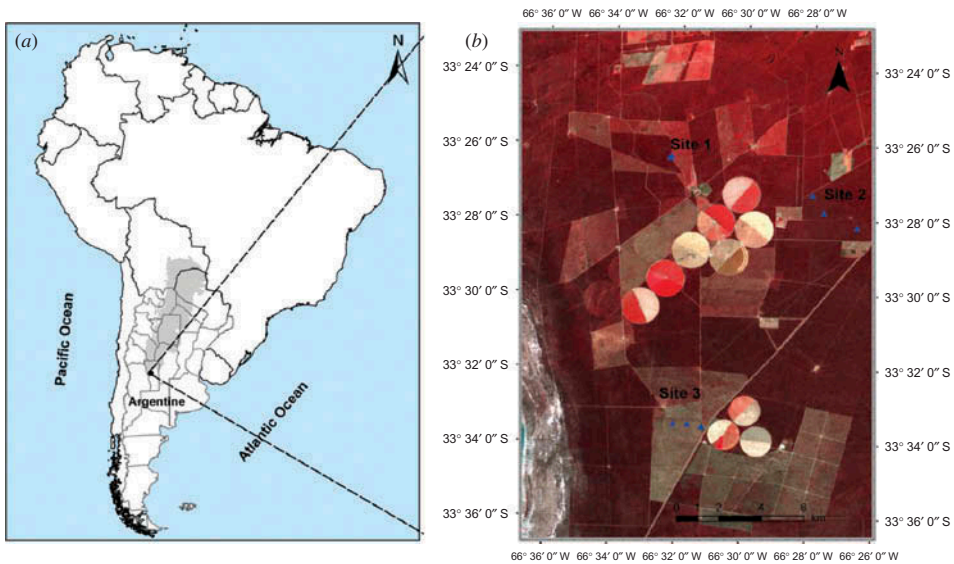 (a)
N
Pacific Ocean
Argentine
Atlantic Ocean
(b)
66° 36′ 0″ W 66° 34′ 0″ W 66° 32′ 0″ W 66° 30′ 0″ W 66° 28′ 0″ W
33° 24′ 0″ S
33° 26′ 0″ S
33° 28′ 0″ S
33° 30′ 0″ S
33° 32′ 0″ S
33° 34′ 0″ S
33° 36′ 0″ S
N
Site 1
Site 2
Site 3
0 1 2 4 6
km
33° 24′ 0″ S
33° 26′ 0″ S
33° 28′ 0″ S
33° 30′ 0″ S
33° 32′ 0″ S
33° 34′ 0″ S
33° 36′ 0″ S
66° 36′ 0″ W 66° 34′ 0″ W 66° 32′ 0″ W 66° 30′ 0″ W 66° 28′ 0″ W 66° 26′ 0″ W